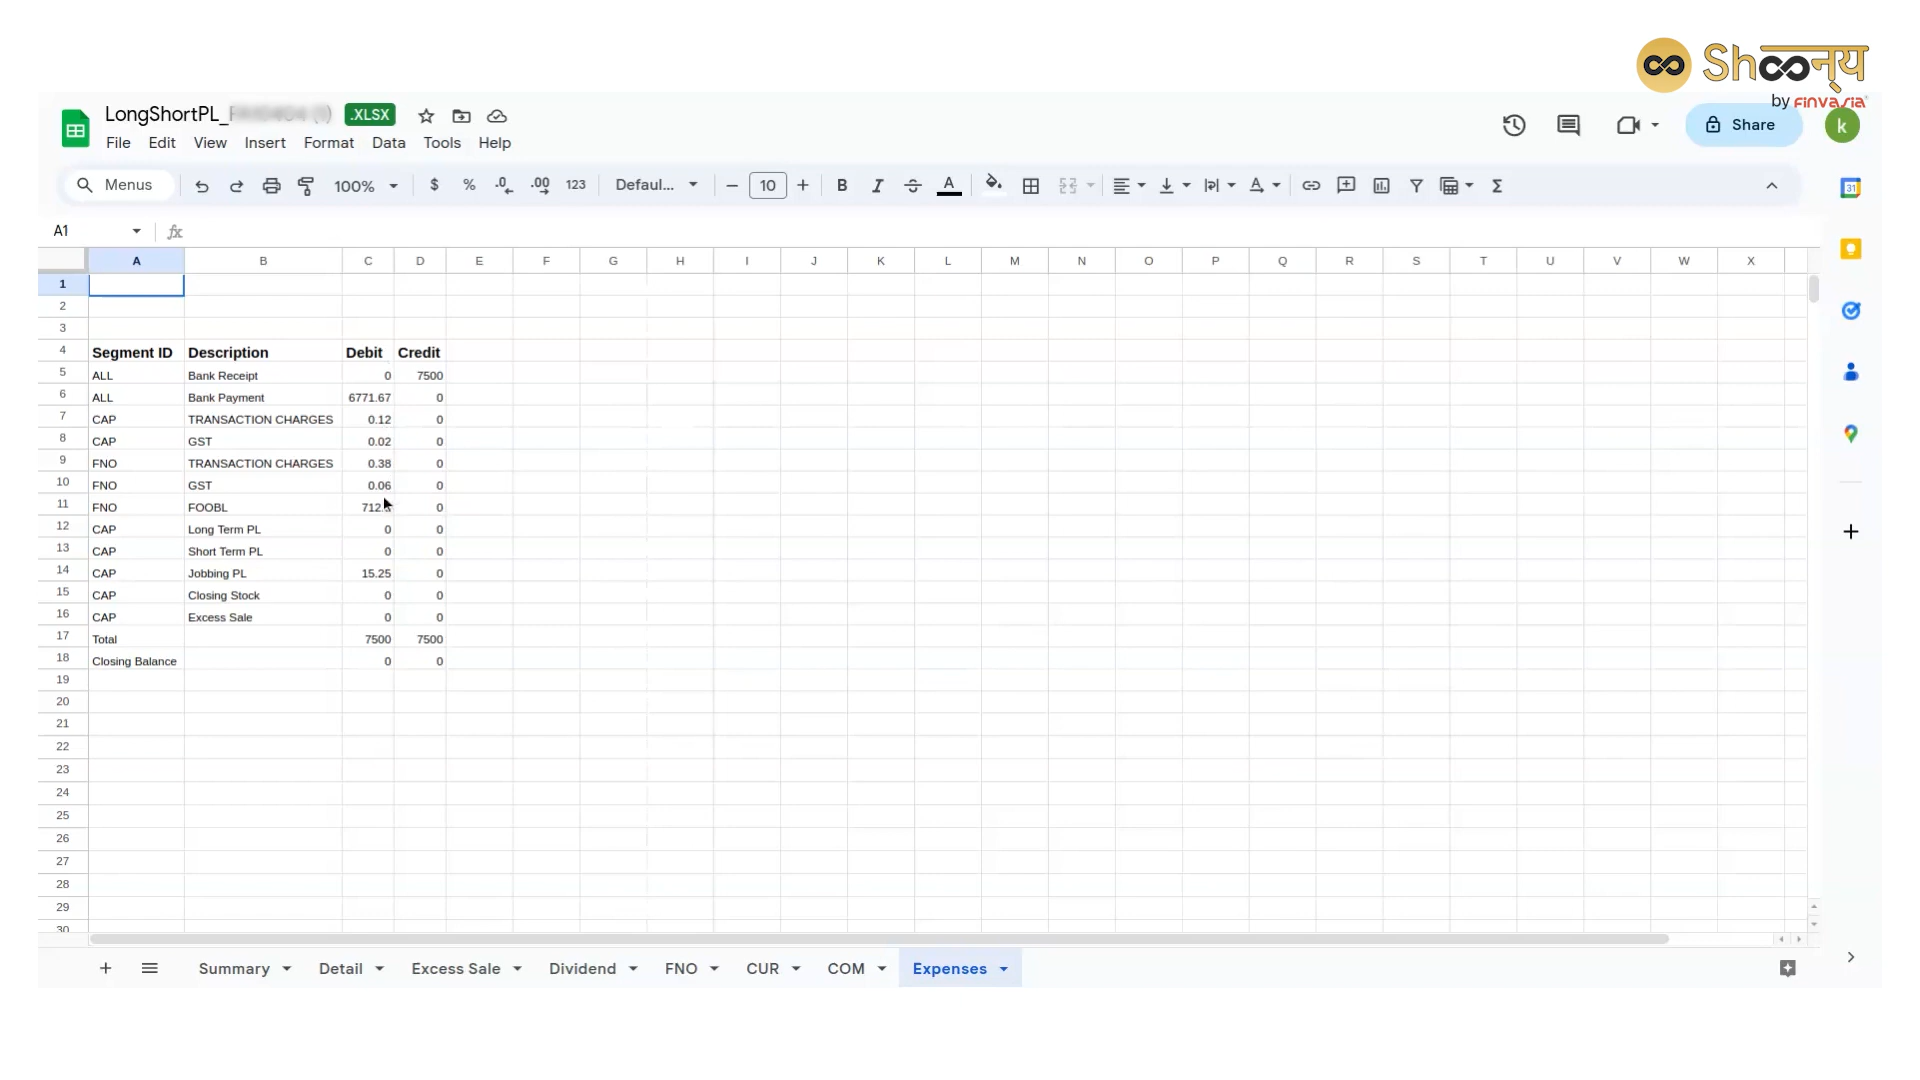 Shoonय
by FINVASIA
LongShortPL_ .XLSX
File Edit View Insert Format Data Tools Help
Share k
Menus 100% $ % .0 .00 123 Defaul... 10 B I A Σ
31
A1 fx
A B C D E F G H I J K L M N O P Q R S T U V W X
1
2
3
4 Segment ID Description Debit Credit
5 ALL Bank Receipt 0 7500
6 ALL Bank Payment 6771.67 0
7 CAP TRANSACTION CHARGES 0.12 0
8 CAP GST 0.02 0
9 FNO TRANSACTION CHARGES 0.38 0
10 FNO GST 0.06 0
11 FNO FOOBL 0
12 CAP Long Term PL 0 0
13 CAP Short Term PL 0 0
14 CAP Jobbing PL 15.25 0
15 CAP Closing Stock 0 0
16 CAP Excess Sale 0 0
17 Total 7500 7500
18 Closing Balance 0 0
19
20
21
22
23
24
25
26
27
28
29
30
Summary Detail Excess Sale Dividend FNO CUR COM Expenses